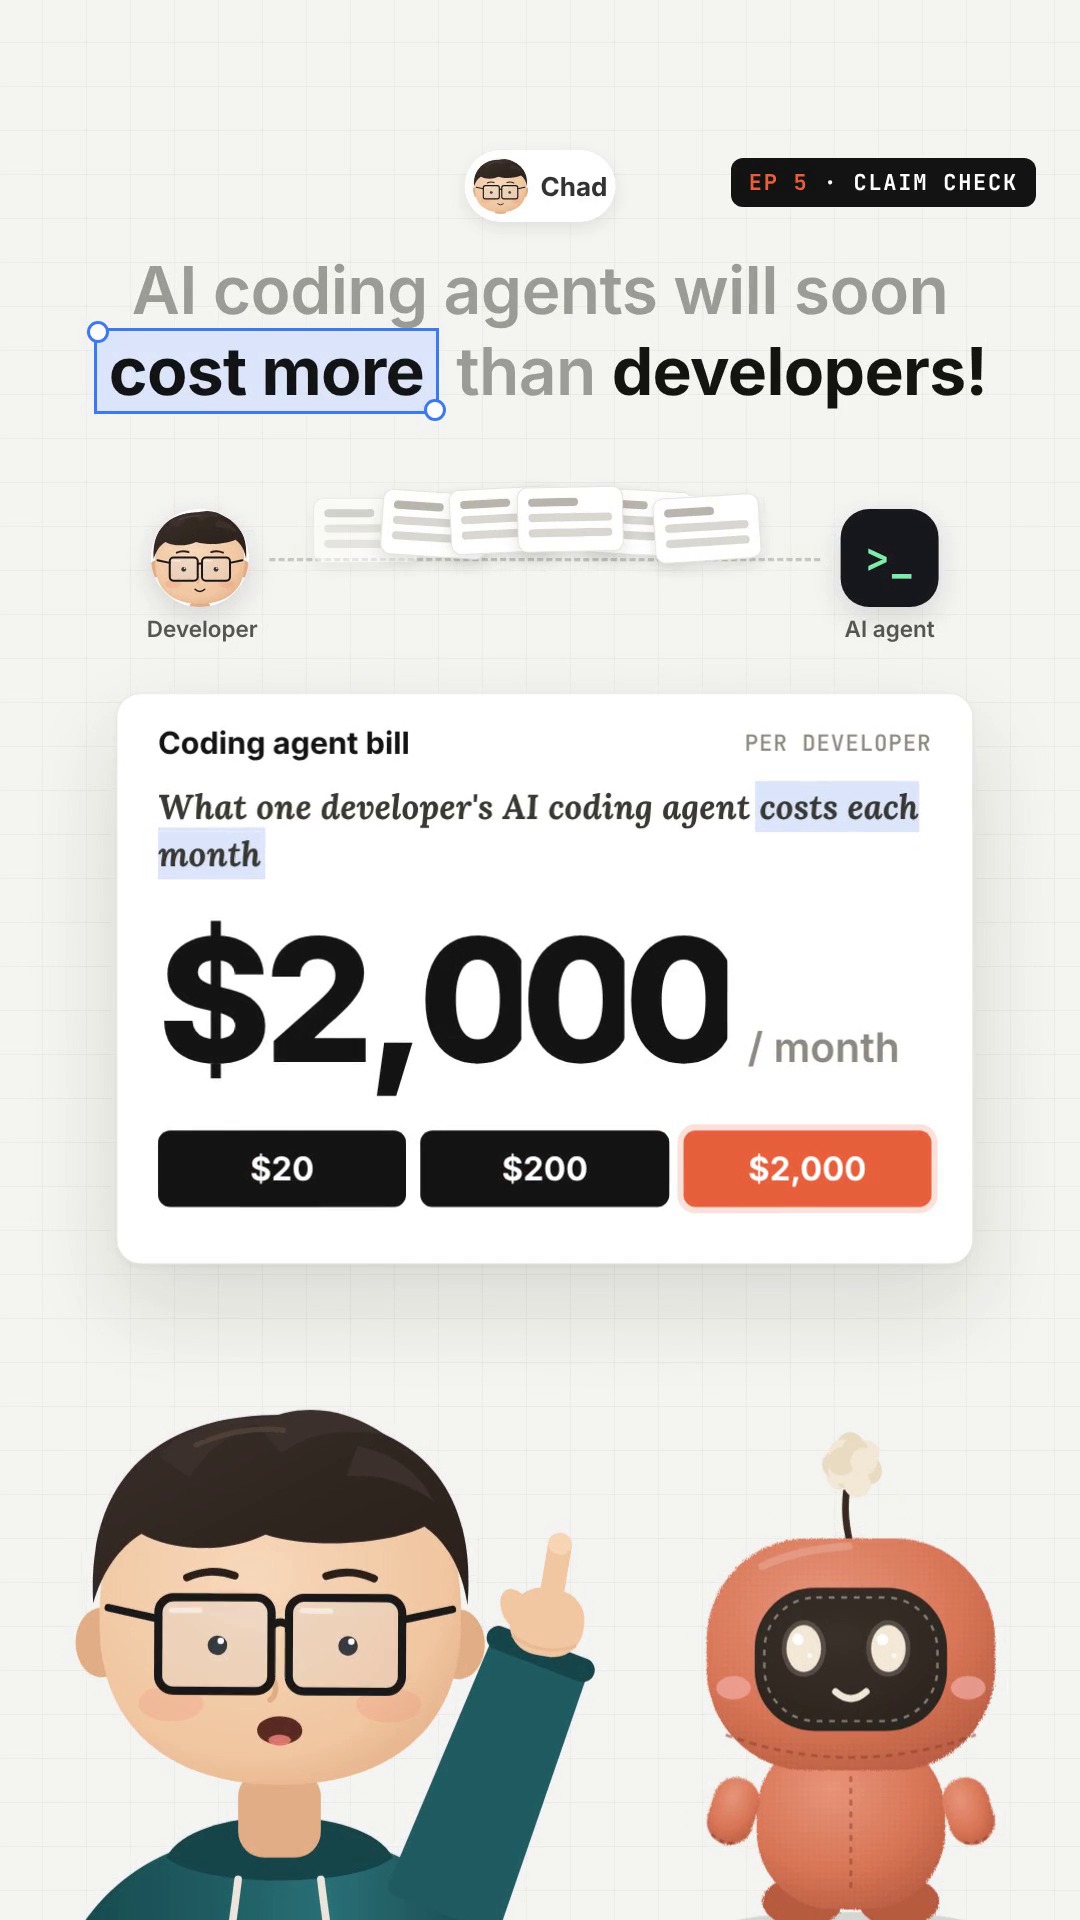 Chad
EP 5 · CLAIM CHECK
AI coding agents will soon
cost more than developers!
>_
Developer
AI agent
Coding agent bill
PER DEVELOPER
What one developer's AI coding agent costs each
month
$2,000 / month
$20
$200
$2,000